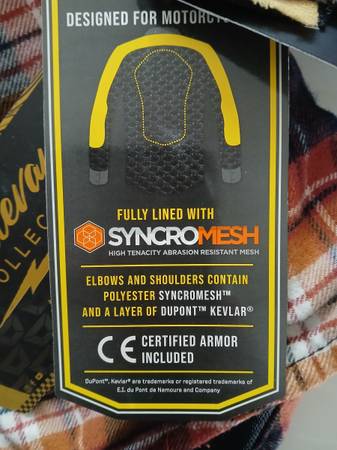 DESIGNED FOR
FULLY LINED WITH
SYNCROMESH
HIGH TENACITY ABRASION RESISTANT MESH
ELBOWS AND SHOULDERS CONTAIN
POLYESTER SYNCROMESH™
AND A LAYER OF DUPONT™ KEVLAR®
CE CERTIFIED ARMOR
INCLUDED
DuPont™, Kevlar® are trademarks or registered trademarks of
E.I. du Pont de Nemours and Company